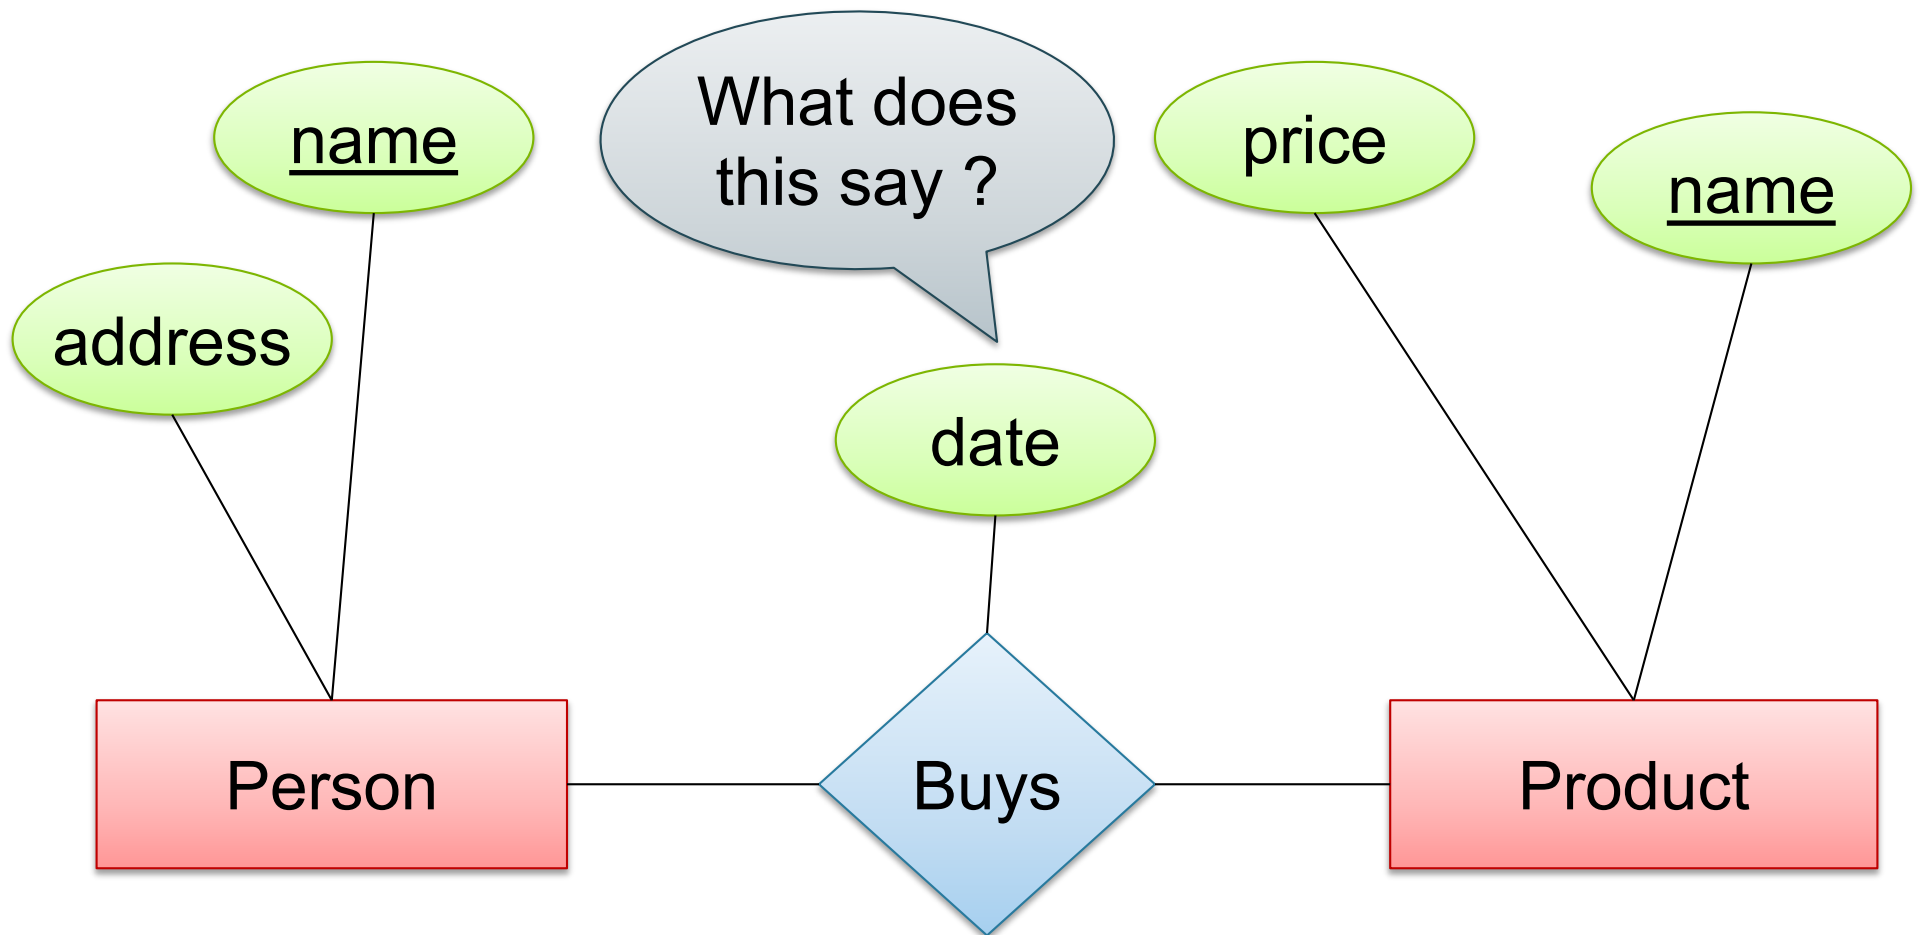 What does
this say ?
name
price
name
address
date
Person
Buys
Product